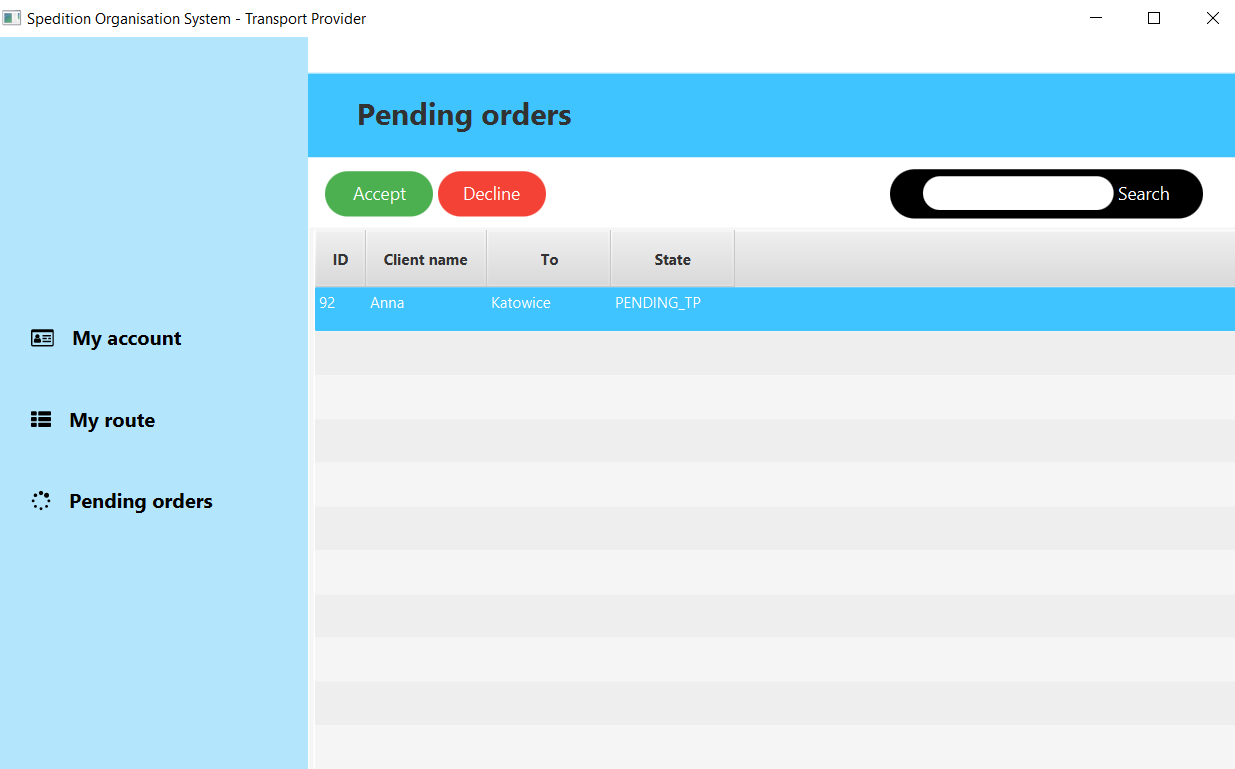 Spedition Organisation System - Transport Provider
Pending orders
Accept Decline Search
ID Client name To State
92 Anna Katowice PENDING_TP
My account
My route
Pending orders